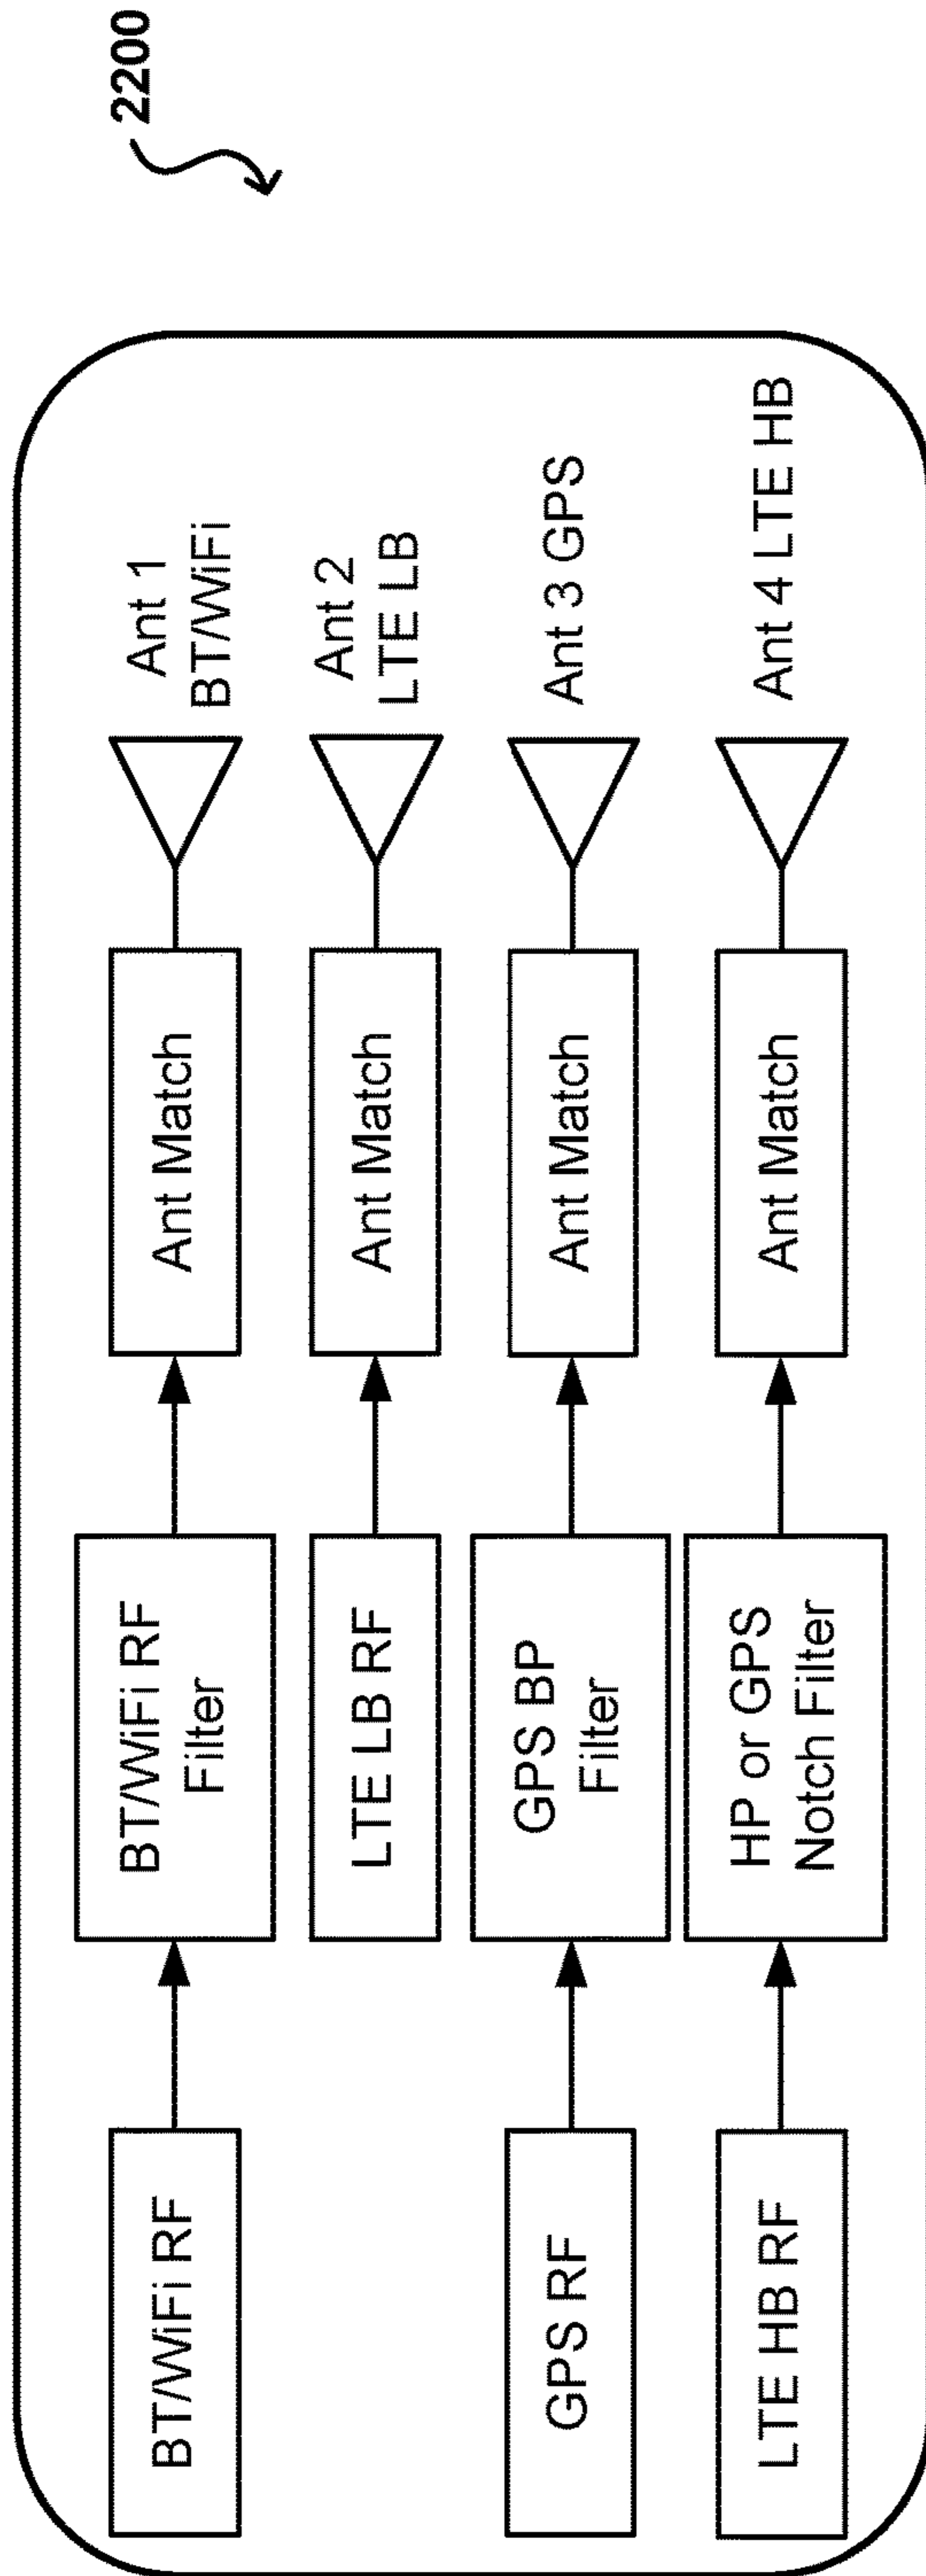 2200
BT/WiFi RF
BT/WiFi RF
Filter
Ant Match
Ant 1
BT/WiFi
LTE LB RF
Ant Match
Ant 2
LTE LB
GPS RF
GPS BP
Filter
Ant Match
Ant 3 GPS
LTE HB RF
HP or GPS
Notch Filter
Ant Match
Ant 4 LTE HB